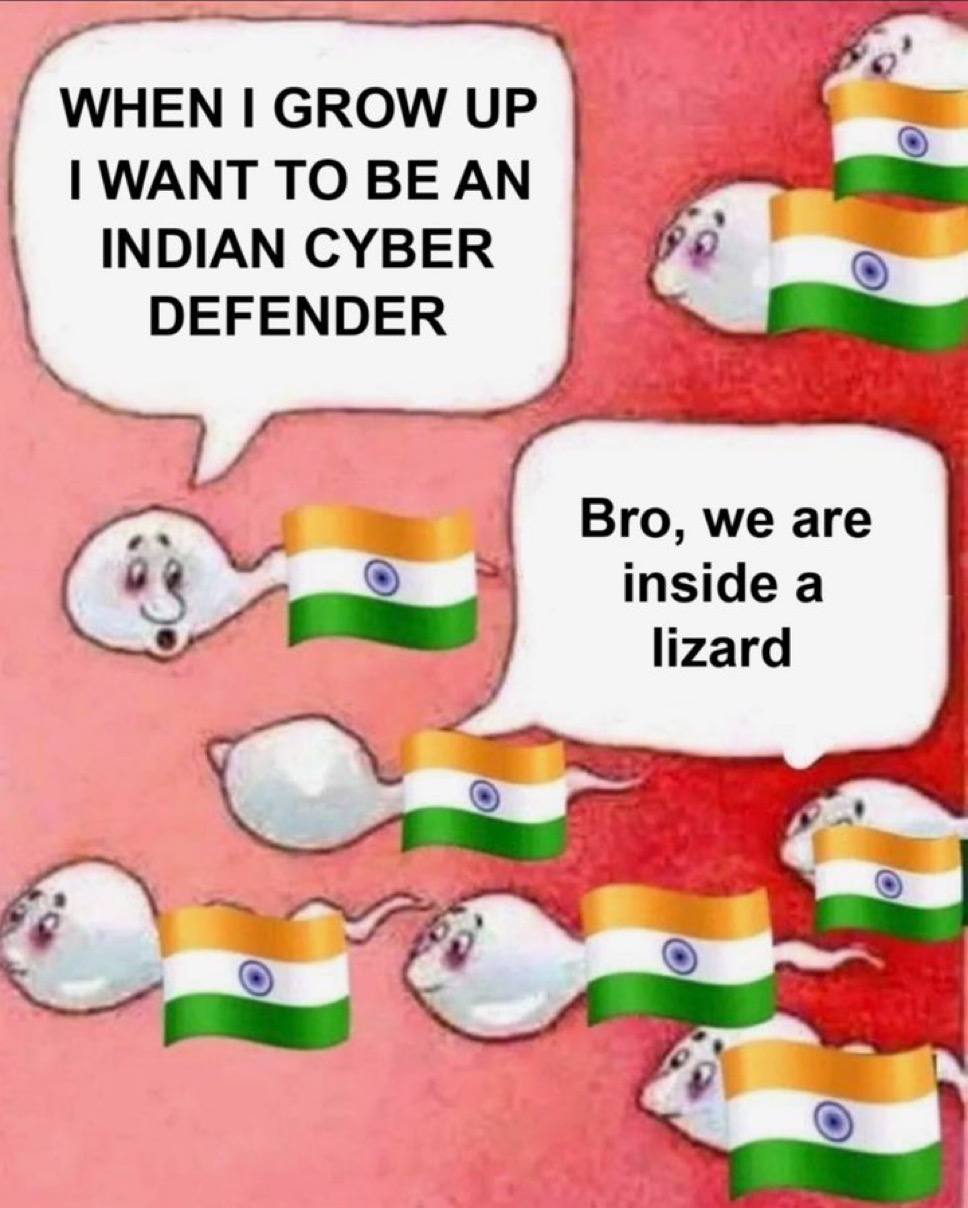 WHEN I GROW UP
I WANT TO BE AN
INDIAN CYBER
DEFENDER
Bro, we are
inside a
lizard